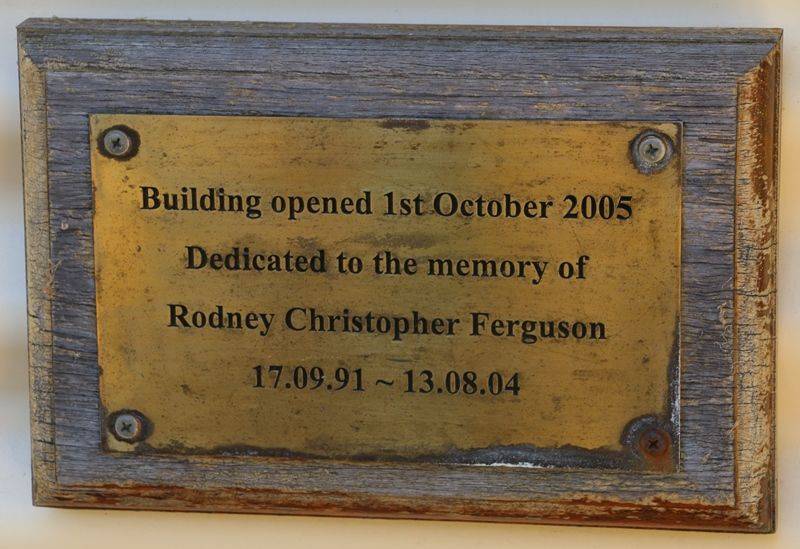 Building opened 1st October 2005
Dedicated to the memory of
Rodney Christopher Ferguson
17.09.91 ~ 13.08.04